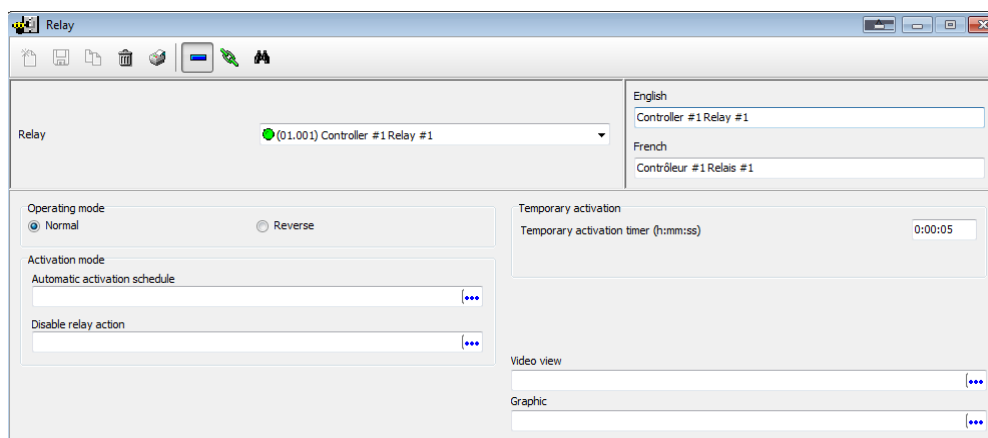 Relay
English
Controller #1 Relay #1
Relay
(01.001) Controller #1 Relay #1
French
Contrôleur #1 Relais #1
Operating mode
Normal
Reverse
Temporary activation
Temporary activation timer (h:mm:ss)
0:00:05
Activation mode
Automatic activation schedule
Disable relay action
Video view
Graphic